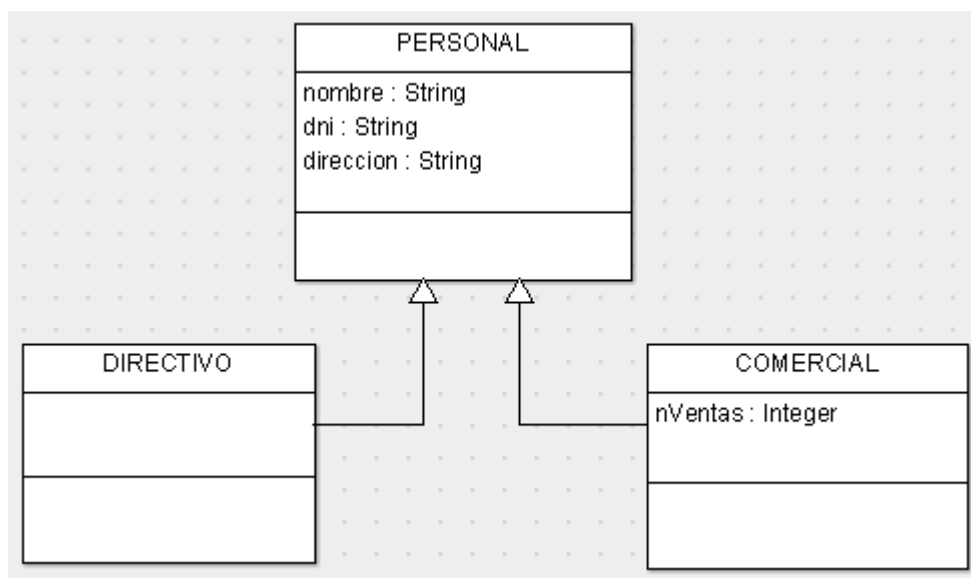 PERSONAL
nombre : String
dni : String
direccion : String
DIRECTIVO
COMERCIAL
nVentas : Integer